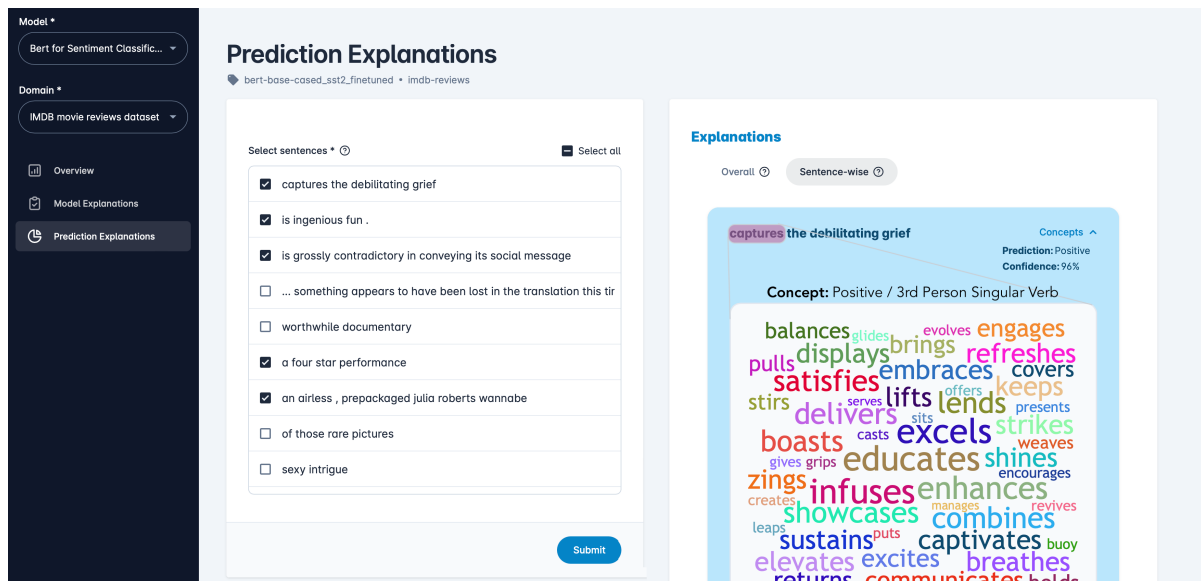 Model *
Bert for Sentiment Classific...
Domain *
IMDB movie reviews dataset
Overview
Model Explanations
Prediction Explanations
Prediction Explanations
bert-base-cased_sst2_finetuned • imdb-reviews
Select sentences *
Select all
captures the debilitating grief
is ingenious fun .
is grossly contradictory in conveying its social message
... something appears to have been lost in the translation this tir
worthwhile documentary
a four star performance
an airless , prepackaged julia roberts wannabe
of those rare pictures
sexy intrigue
Submit
Explanations
Overall
Sentence-wise
captures the debilitating grief
Concepts
Prediction: Positive
Confidence: 96%
Concept: Positive / 3rd Person Singular Verb
balances glides evolves engages
pulls displays brings refreshes
satisfies embraces covers
stirs serves lifts offers keeps
delivers sits lends presents
boasts casts excels strikes
weaves
gives grips educates shines
encourages
zings infuses enhances
creates showcases manages revives
leaps sustains puts combines
captivates buoy
elevates excites breathes
returns communicates holds